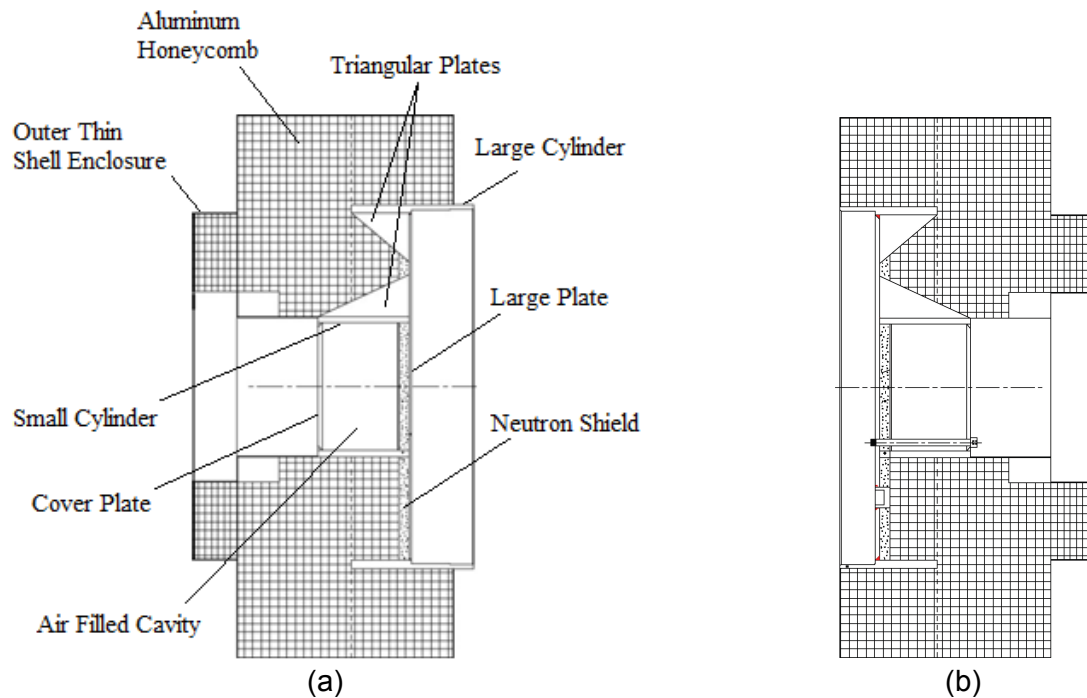 Aluminum
Honeycomb
Triangular Plates
Outer Thin
Shell Enclosure
Large Cylinder
Large Plate
Small Cylinder
Neutron Shield
Cover Plate
Air Filled Cavity
(a)
(b)